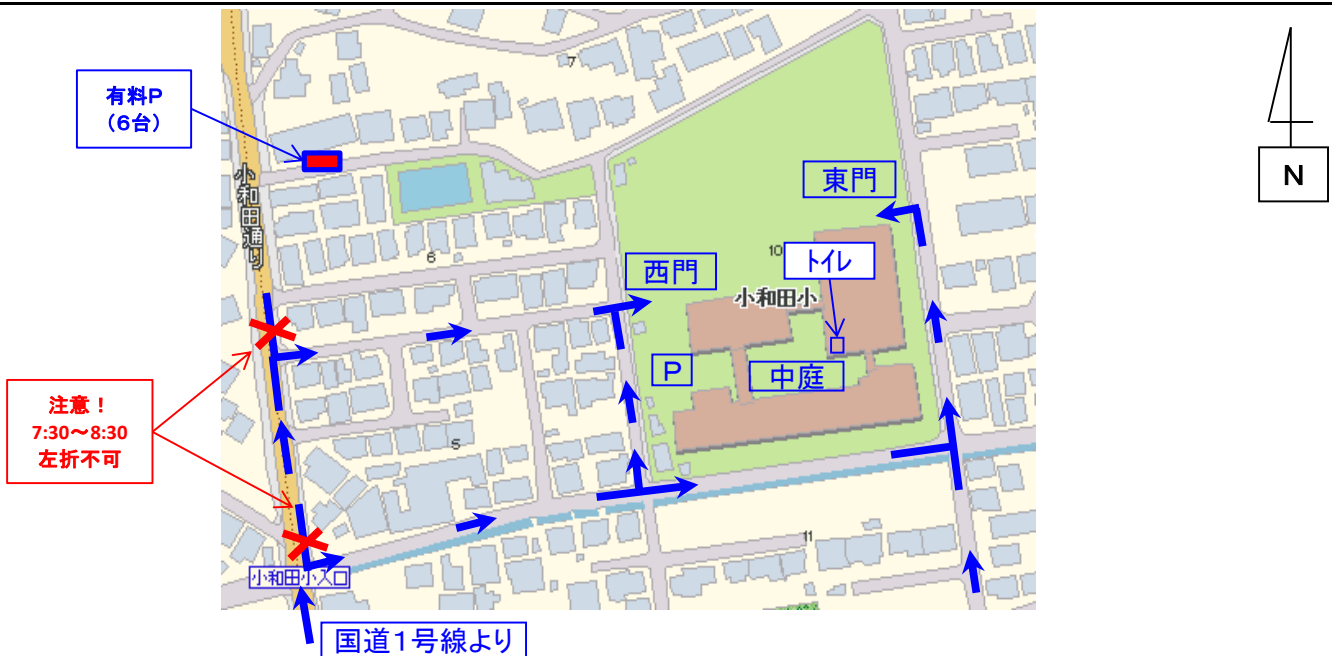 7
有料P
(6台)
小和田通り
東門
6
10
トイレ
西門
小和田小
N
P
中庭
注意！
7:30～8:30
左折不可
5
11
小和田小入口
国道１号線より